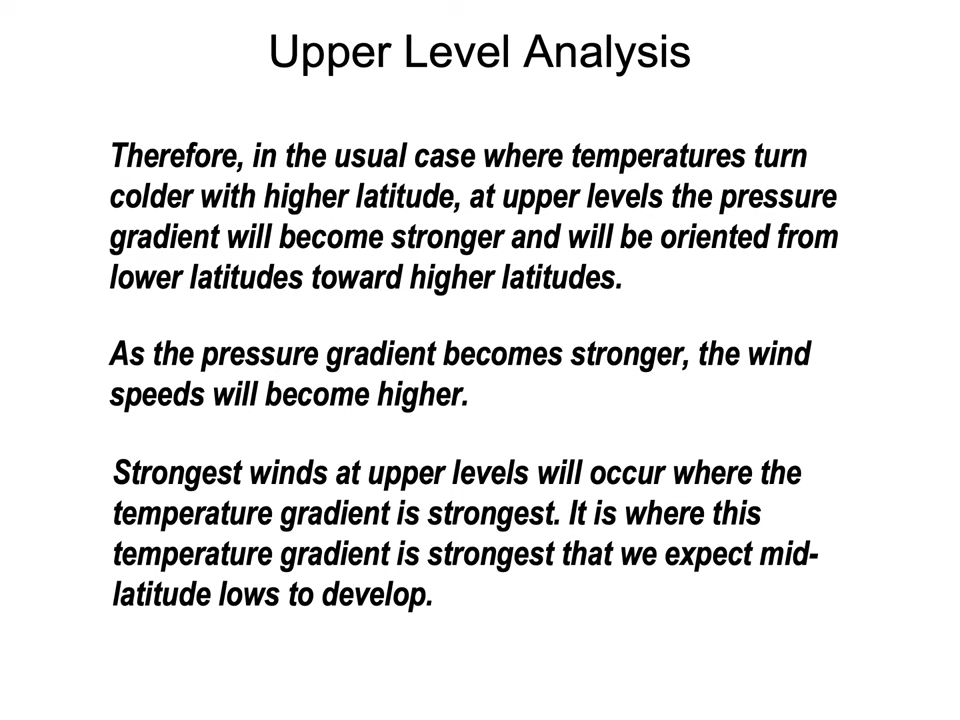 Upper Level Analysis
Therefore, in the usual case where temperatures turn
colder with higher latitude, at upper levels the pressure
gradient will become stronger and will be oriented from
lower latitudes toward higher latitudes.
As the pressure gradient becomes stronger, the wind
speeds will become higher.
Strongest winds at upper levels will occur where the
temperature gradient is strongest. It is where this
temperature gradient is strongest that we expect mid-
latitude lows to develop.